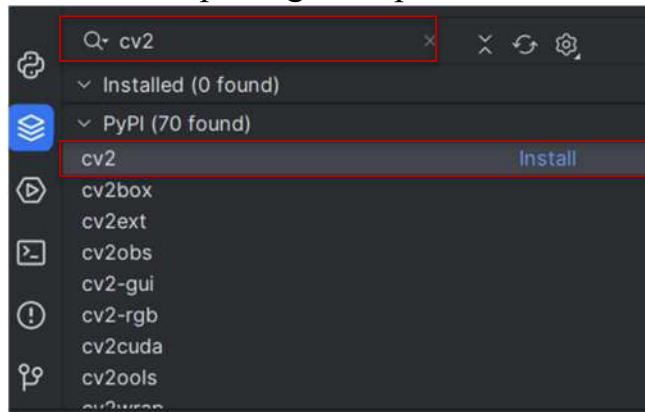 cv2
Installed (0 found)
PyPI (70 found)
cv2 Install
cv2box
cv2ext
cv2obs
cv2-gui
cv2-rgb
cv2cuda
cv2ools